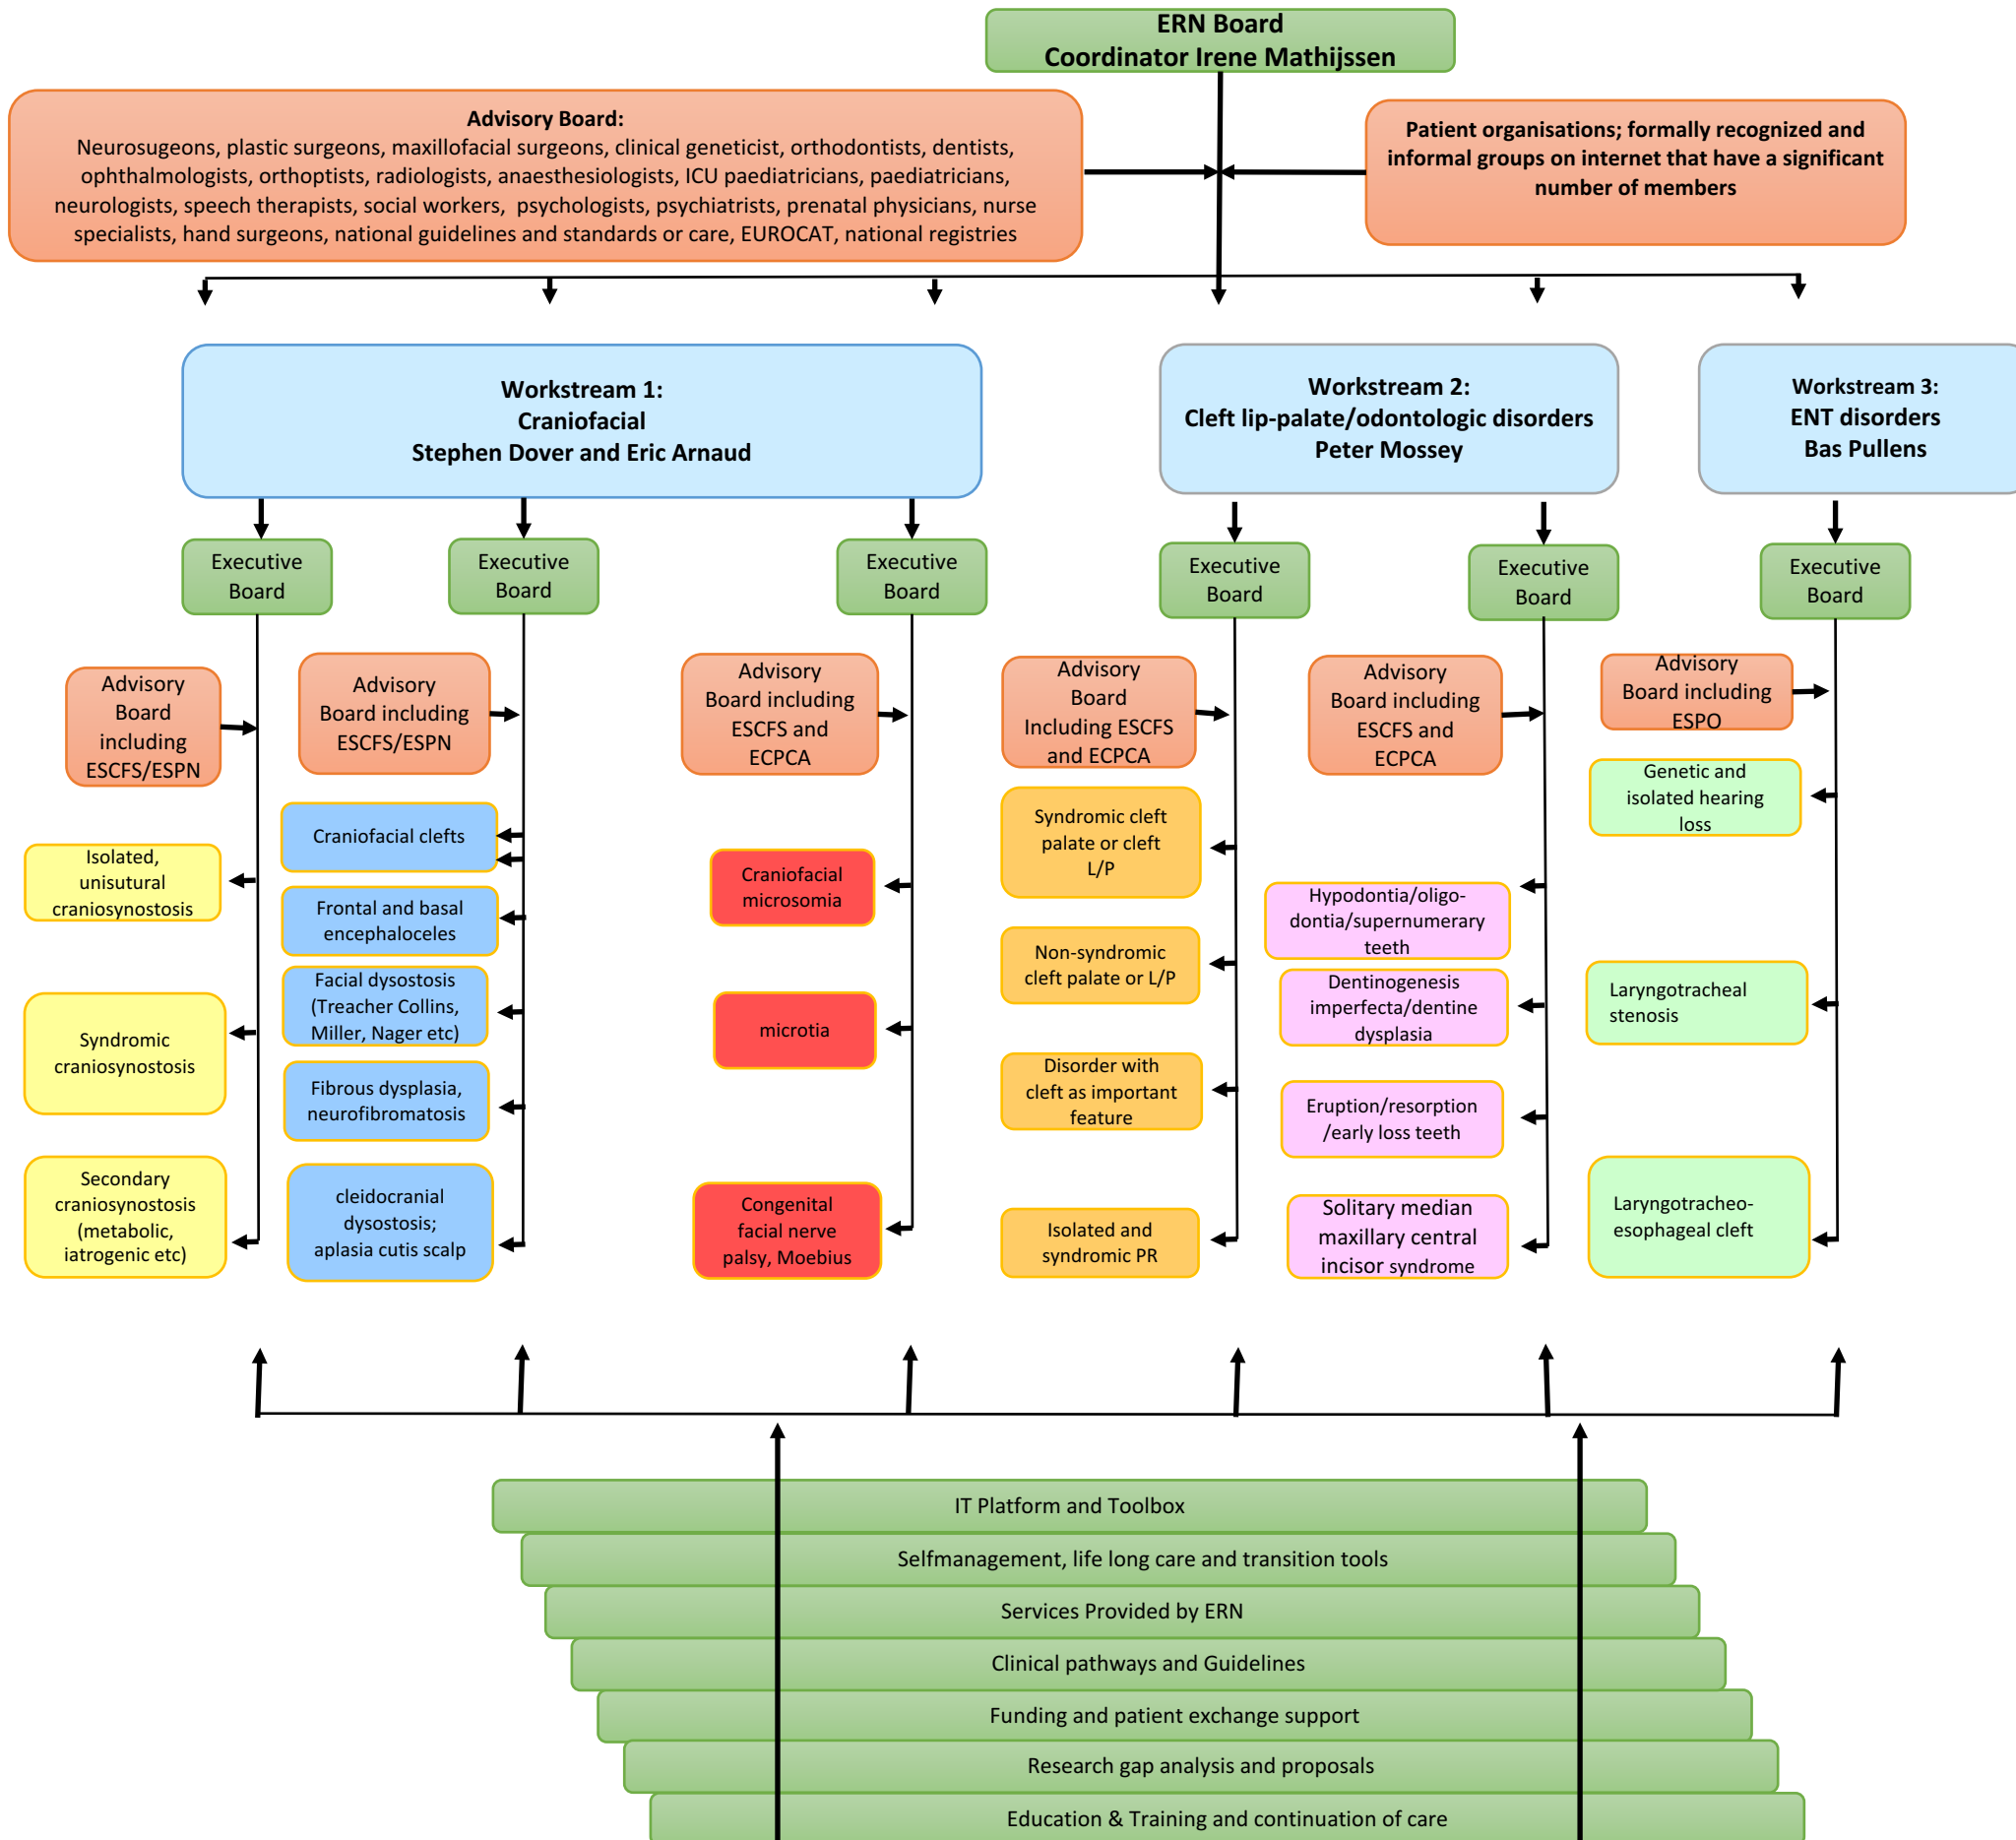 ERN Board
Coordinator Irene Mathijssen
Advisory Board:
Neurosugeons, plastic surgeons, maxillofacial surgeons, clinical geneticist, orthodontists, dentists,
ophthalmologists, orthoptists, radiologists, anaesthesiologists, ICU paediatricians, paediatricians,
neurologists, speech therapists, social workers, psychologists, psychiatrists, prenatal physicians, nurse
specialists, hand surgeons, national guidelines and standards or care, EUROCAT, national registries
Patient organisations; formally recognized and
informal groups on internet that have a significant
number of members
Workstream 1:
Craniofacial
Stephen Dover and Eric Arnaud
Workstream 2:
Cleft lip-palate/odontologic disorders
Peter Mossey
Workstream 3:
ENT disorders
Bas Pullens
Executive
Board
Executive
Board
Executive
Board
Executive
Board
Executive
Board
Executive
Board
Advisory
Board
including
ESCFS/ESPN
Advisory
Board including
ESCFS/ESPN
Advisory
Board including
ESCFS and
ECPCA
Advisory
Board
Including ESCFS
and ECPCA
Advisory
Board including
ESCFS and
ECPCA
Advisory
Board including
ESPO
Isolated,
unisutural
craniosynostosis
Syndromic
craniosynostosis
Secondary
craniosynostosis
(metabolic,
iatrogenic etc)
Craniofacial clefts
Frontal and basal
encephaloceles
Facial dysostosis
(Treacher Collins,
Miller, Nager etc)
Fibrous dysplasia,
neurofibromatosis
cleidocranial
dysostosis;
aplasia cutis scalp
Craniofacial
microsomia
microtia
Congenital
facial nerve
palsy, Moebius
Syndromic cleft
palate or cleft
L/P
Non-syndromic
cleft palate or L/P
Disorder with
cleft as important
feature
Isolated and
syndromic PR
Hypodontia/oligo-
dontia/supernumerary
teeth
Dentinogenesis
imperfecta/dentine
dysplasia
Eruption/resorption
/early loss teeth
Solitary median
maxillary central
incisor syndrome
Genetic and
isolated hearing
loss
Laryngotracheal
stenosis
Laryngotracheo-
esophageal cleft
IT Platform and Toolbox
Selfmanagement, life long care and transition tools
Services Provided by ERN
Clinical pathways and Guidelines
Funding and patient exchange support
Research gap analysis and proposals
Education & Training and continuation of care